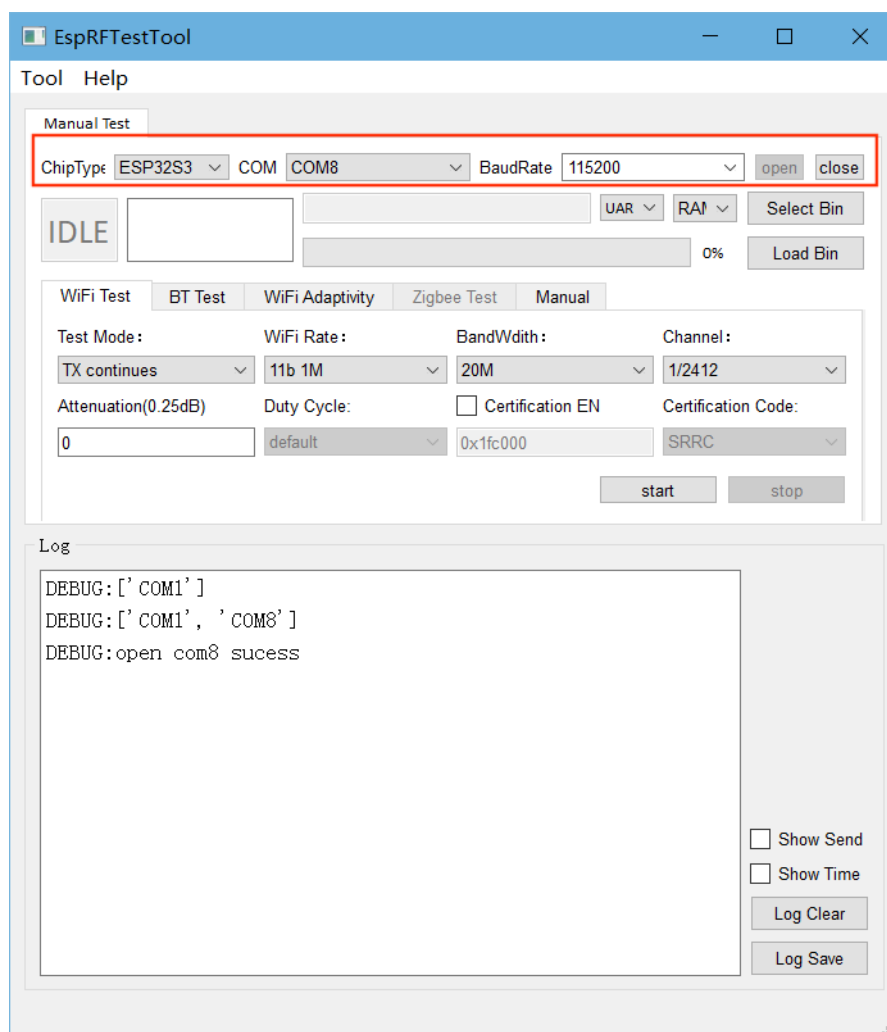 EspRFTestTool
Tool Help
Manual Test
ChipType ESP32S3 COM COM8 BaudRate 115200 open close
IDLE UAR RAM Select Bin
0% Load Bin
WiFi Test BT Test WiFi Adaptivity Zigbee Test Manual
Test Mode: WiFi Rate: BandWdith: Channel:
TX continues 11b 1M 20M 1/2412
Attenuation(0.25dB) Duty Cycle: Certification EN Certification Code:
0 default 0x1fc000 SRRC
start stop
Log
DEBUG:['COM1']
DEBUG:['COM1', 'COM8']
DEBUG:open com8 sucess
Show Send
Show Time
Log Clear
Log Save